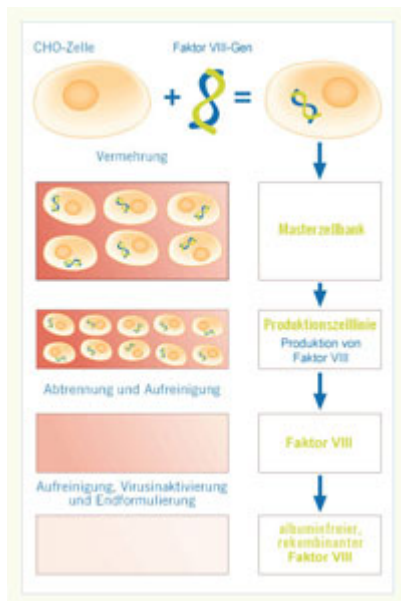 CHO-Zelle
Faktor VIII-Gen
+
=
Vermehrung
Masterzellbank
Produktionszelllinie
Produktion von
Faktor VIII
Abtrennung und Aufreinigung
Faktor VIII
Aufreinigung, Virusinaktivierung
und Endformulierung
albuminfreier,
rekombinanter
Faktor VIII